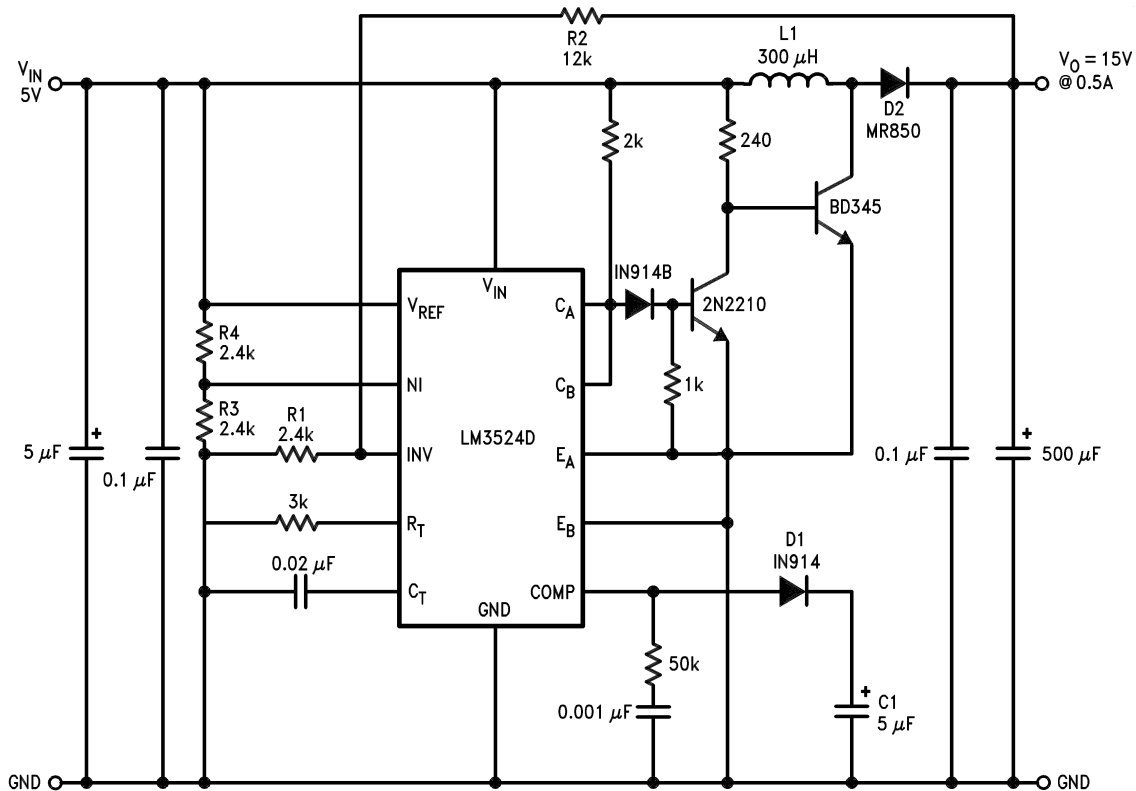 R2
12k
L1
300 μH
V_IN
5V
V_O = 15V
@ 0.5A
D2
MR850
2k
240
BD345
IN914B
2N2210
V_IN
V_REF
C_A
R4
2.4k
NI
C_B
1k
R3
2.4k
R1
2.4k
LM3524D
INV
E_A
+
5 μF
0.1 μF
0.1 μF
+
500 μF
3k
R_T
E_B
0.02 μF
C_T
COMP
D1
IN914
GND
50k
0.001 μF
+
C1
5 μF
GND
GND